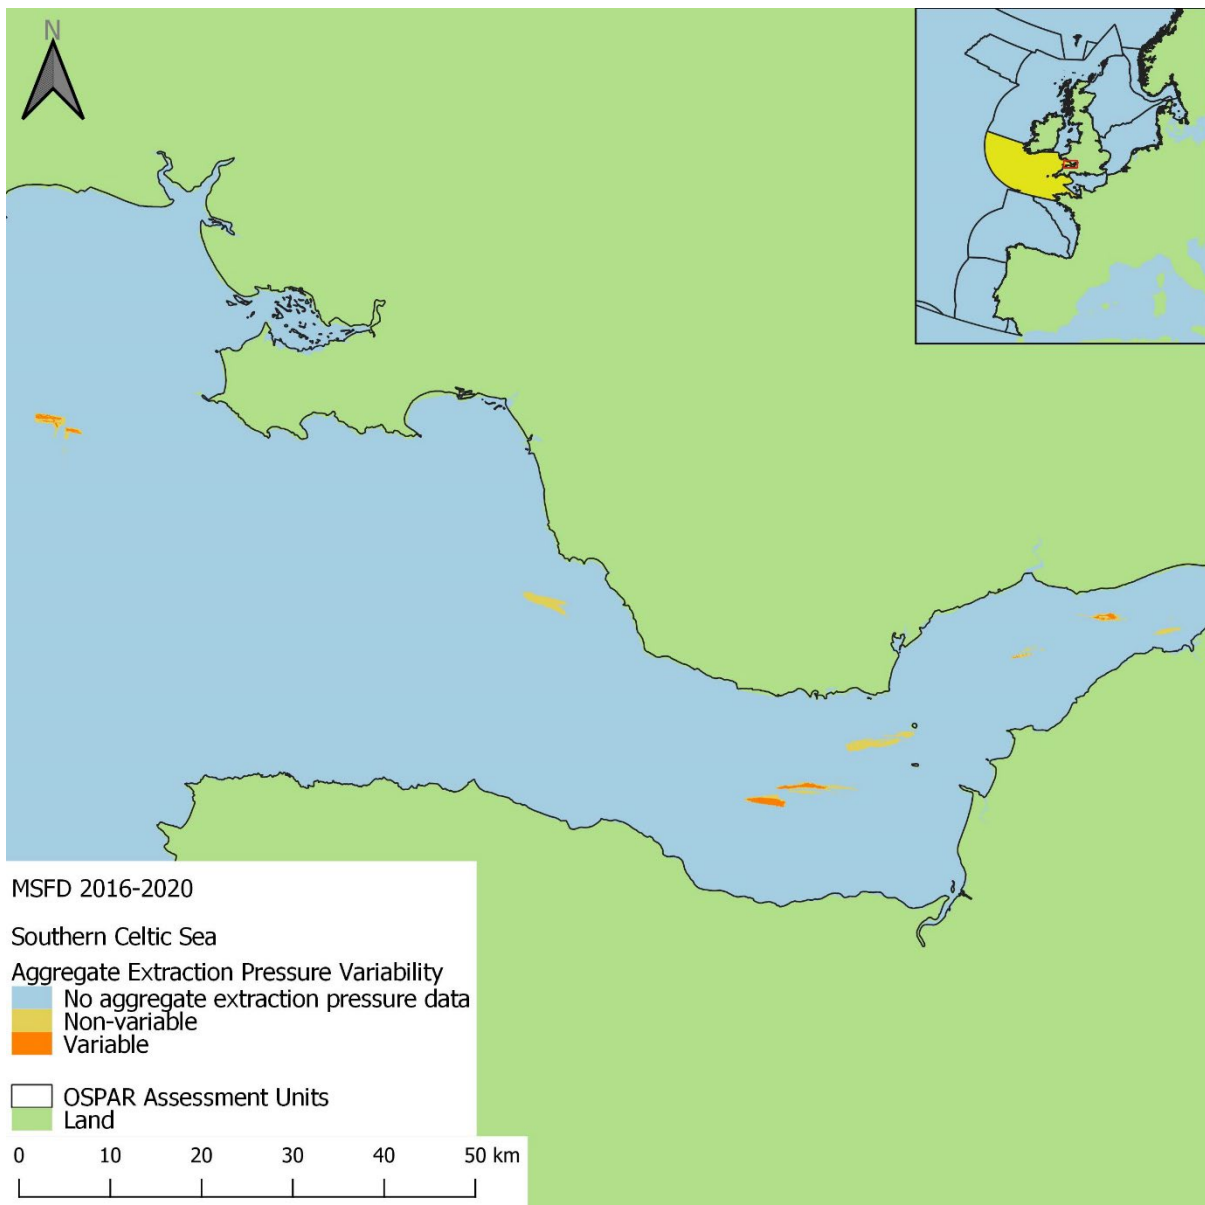 N
MSFD 2016-2020
Southern Celtic Sea
Aggregate Extraction Pressure Variability
No aggregate extraction pressure data
Non-variable
Variable
OSPAR Assessment Units
Land
0 10 20 30 40 50 km